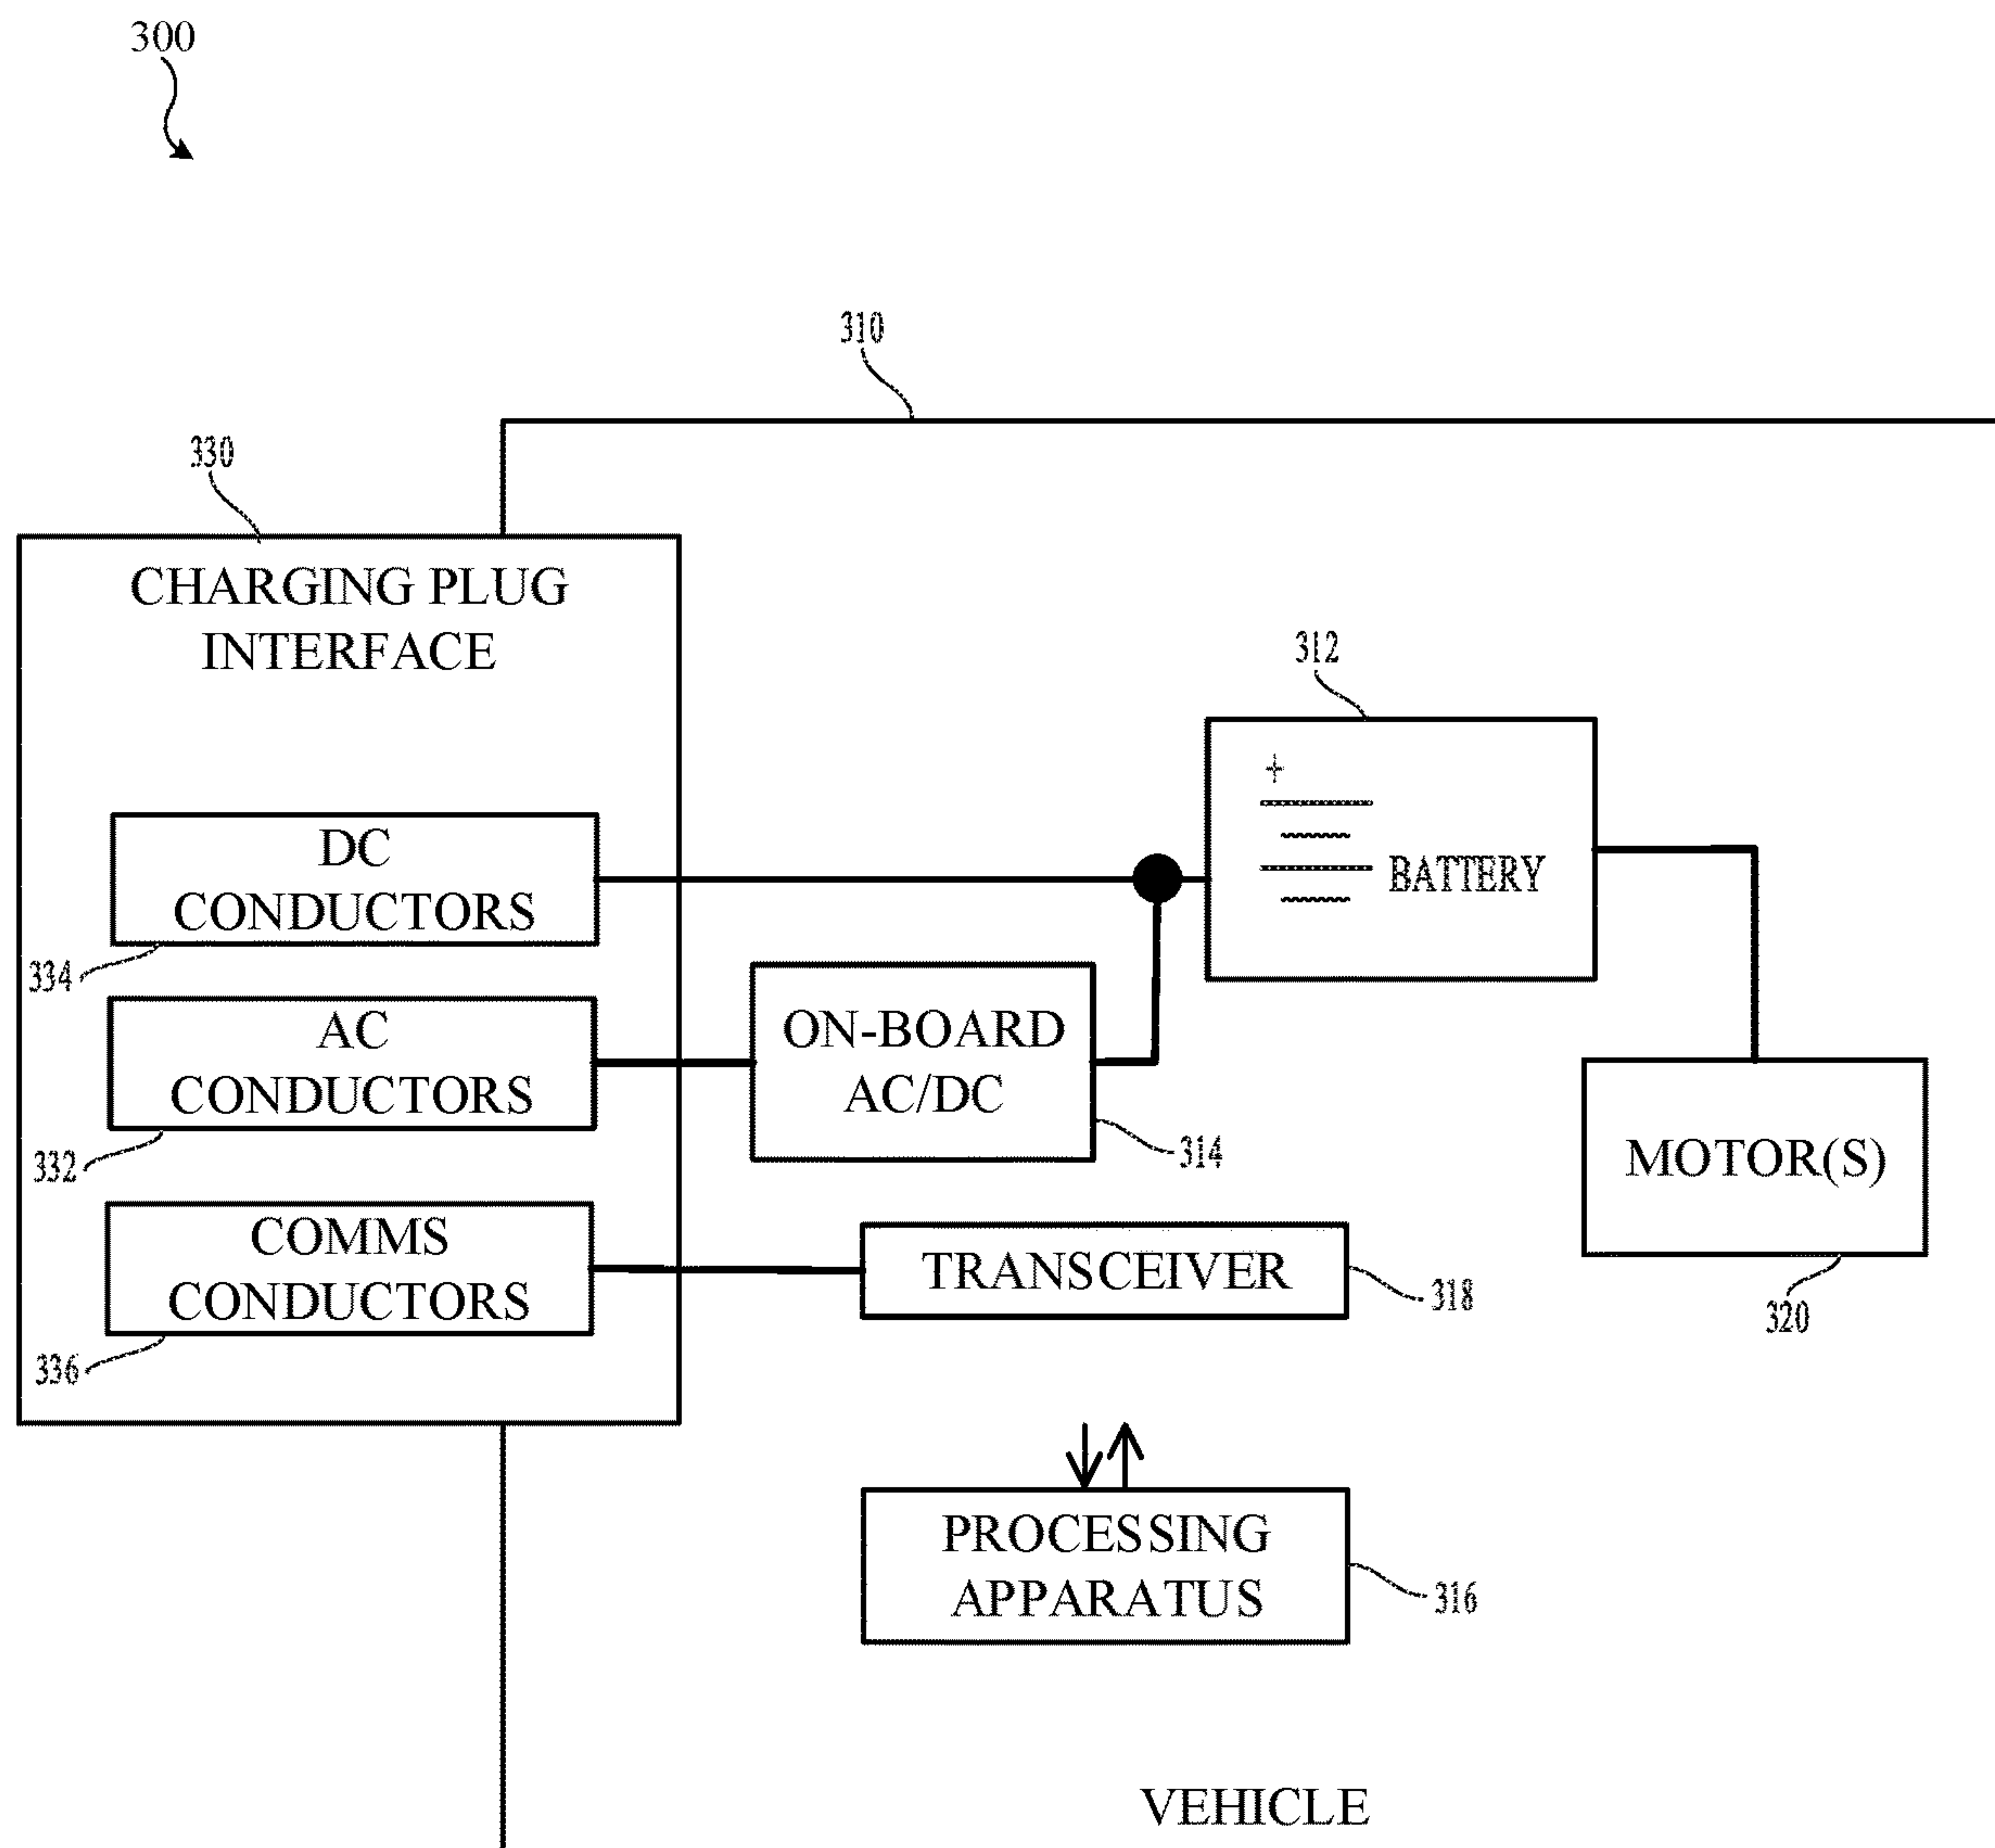 300
310
330
CHARGING PLUG
INTERFACE
312
+
BATTERY
DC
CONDUCTORS
334
AC
CONDUCTORS
332
ON-BOARD
AC/DC
314
MOTOR(S)
320
COMMS
CONDUCTORS
336
TRANSCEIVER
318
PROCESSING
APPARATUS
316
VEHICLE